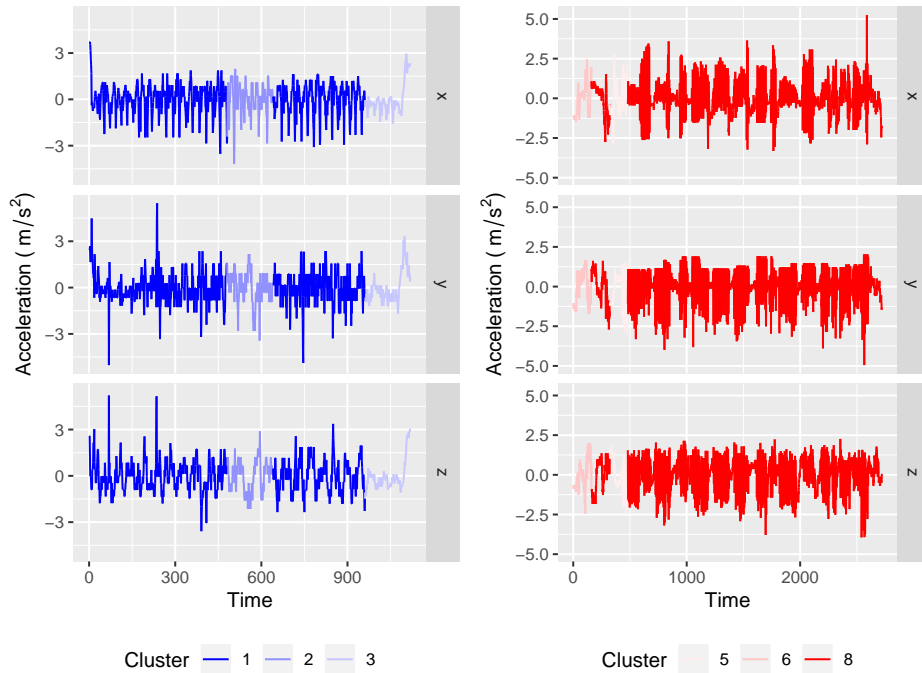 3
0
−3
x
3
0
−3
y
3
0
−3
z
0 300 600 900
Time
Acceleration ( m/s²)
Cluster 1 2 3
5.0
2.5
0.0
−2.5
−5.0
x
5.0
2.5
0.0
−2.5
−5.0
y
5.0
2.5
0.0
−2.5
−5.0
z
0 1000 2000
Time
Acceleration ( m/s²)
Cluster 5 6 8